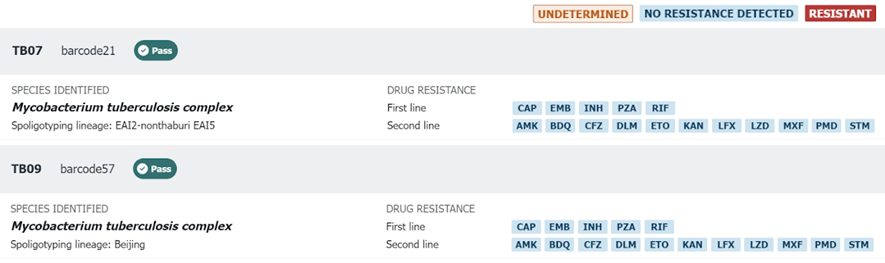 UNDETERMINED NO RESISTANCE DETECTED RESISTANT
TB07 barcode21 Pass
SPECIES IDENTIFIED DRUG RESISTANCE
Mycobacterium tuberculosis complex First line CAP EMB INH PZA RIF
Spoligotyping lineage: EAI2-nonthaburi EAI5 Second line AMK BDQ CFZ DLM ETO KAN LFX LZD MXF PMD STM
TB09 barcode57 Pass
SPECIES IDENTIFIED DRUG RESISTANCE
Mycobacterium tuberculosis complex First line CAP EMB INH PZA RIF
Spoligotyping lineage: Beijing Second line AMK BDQ CFZ DLM ETO KAN LFX LZD MXF PMD STM